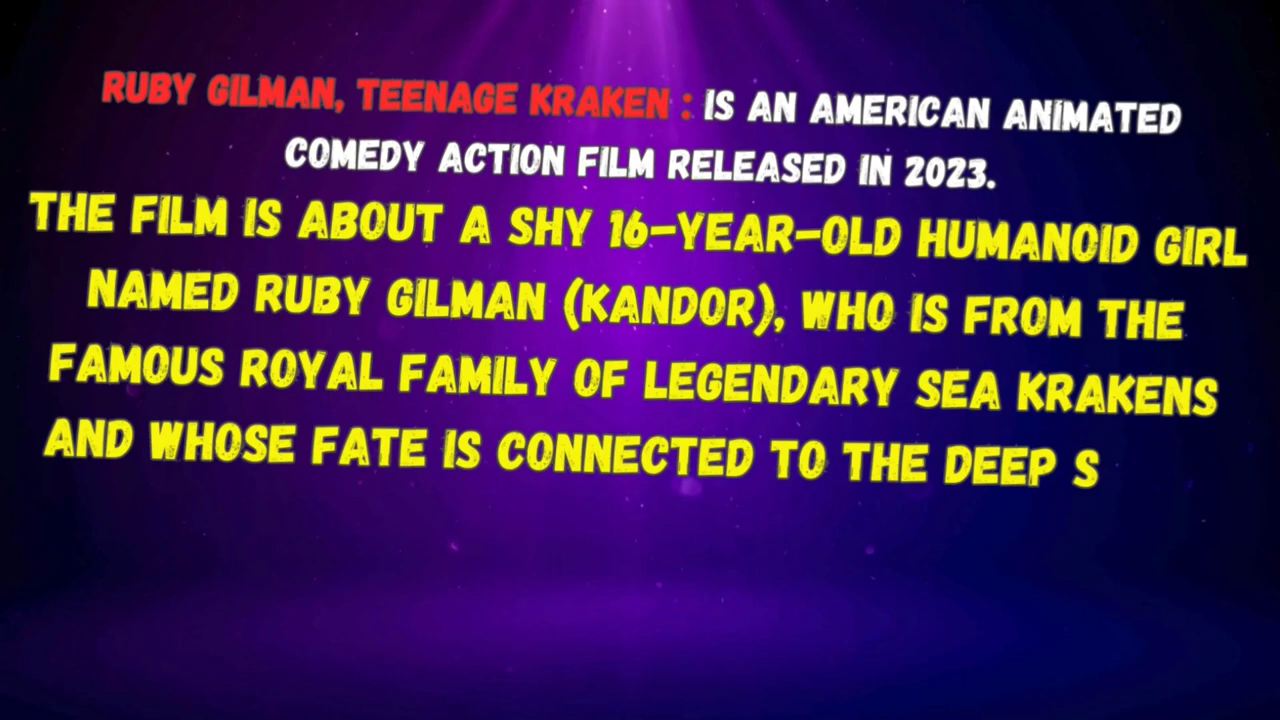 RUBY GILMAN, TEENAGE KRAKEN : IS AN AMERICAN ANIMATED
COMEDY ACTION FILM RELEASED IN 2023.
THE FILM IS ABOUT A SHY 16-YEAR-OLD HUMANOID GIRL
NAMED RUBY GILMAN (KANDOR), WHO IS FROM THE
FAMOUS ROYAL FAMILY OF LEGENDARY SEA KRAKENS
AND WHOSE FATE IS CONNECTED TO THE DEEP S